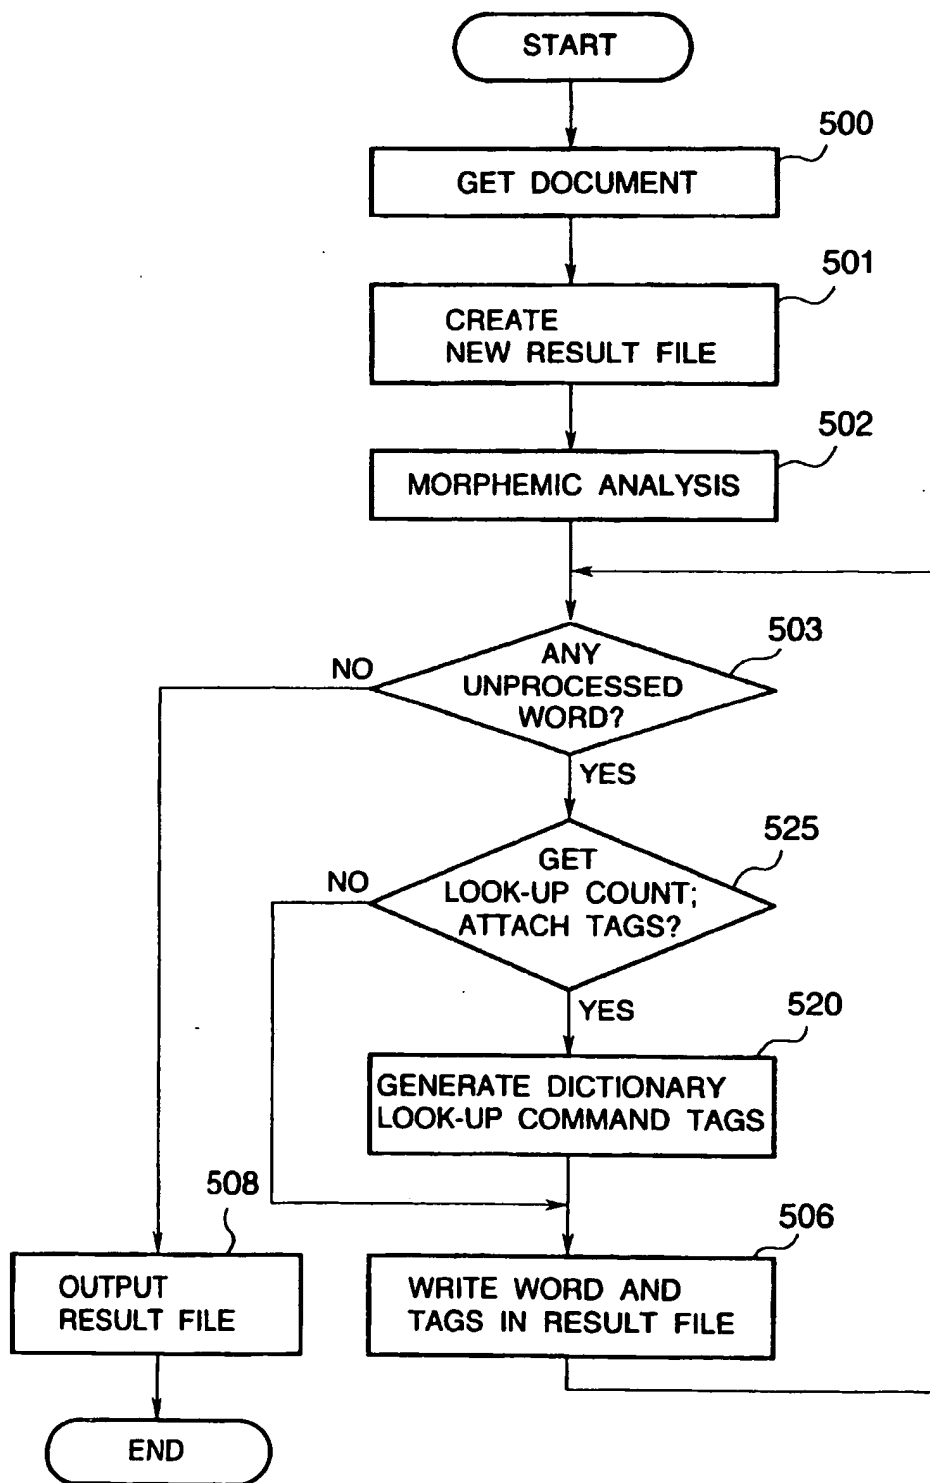 START
500
GET DOCUMENT
501
CREATE
NEW RESULT FILE
502
MORPHEMIC ANALYSIS
503
NO
ANY
UNPROCESSED
WORD?
YES
525
NO
GET
LOOK-UP COUNT;
ATTACH TAGS?
YES
520
GENERATE DICTIONARY
LOOK-UP COMMAND TAGS
508
506
OUTPUT
RESULT FILE
WRITE WORD AND
TAGS IN RESULT FILE
END